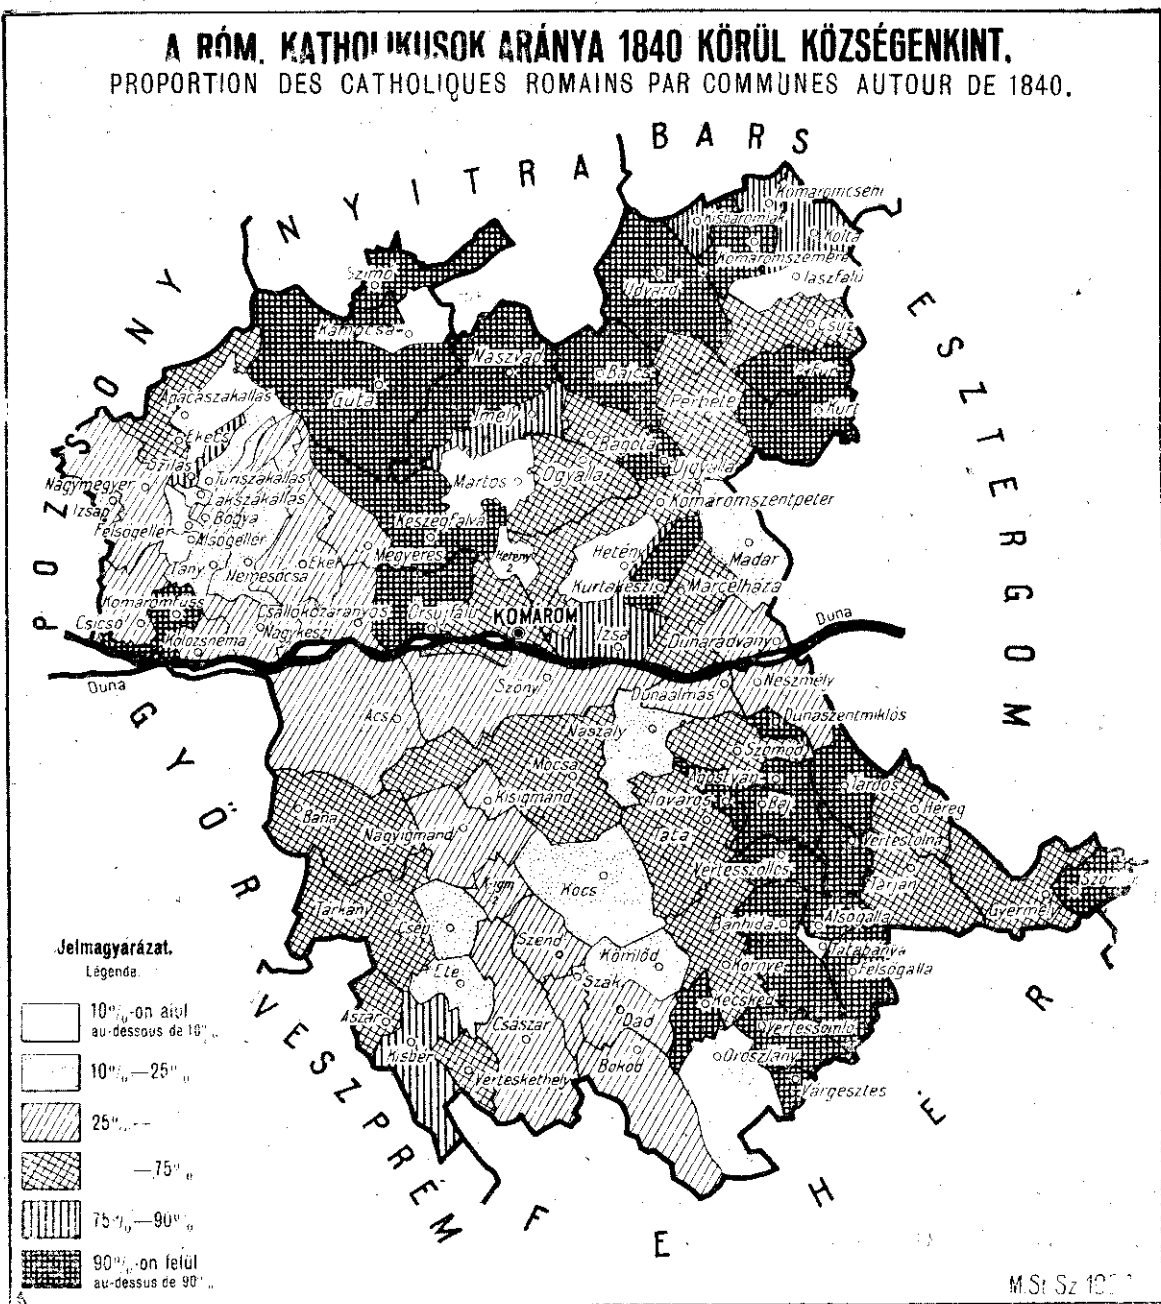 A RÓM. KATHOLIKUSOK ARÁNYA 1840 KÖRÜL KÖZSÉGENKINT.
PROPORTION DES CATHOLIQUES ROMAINS PAR COMMUNES AUTOUR DE 1840.
BARS
NYITRA
POZSONY
ESZTERGOM
GYŐR
VESZPRÉM
FEHÉR
Komáromcsehi
Kisbaromlak
Kolta
Komáromszemere
Jászfalu
Szimő
Udvard
Kamocsa
Csuz
Naszvad
Bajcs
Guta
Perbete
Kürt
Apácaszakállas
Imely
Ekecs
Bagota
Szilas
Ógyalla
Ujgyalla
Nagymegyer
Turiszakállas
Martos
Lakszakállas
Izsap
Komáromszentpéter
Bogya
Felsőgellér
Alsógellér
Keszegfalva
Megyeres
Hetény
Hetény 2
Madar
Tany
Nemesócsa
Ekel
Kurtakeszi
Marcelháza
Komáromfüss
Csicsó
Csallóközaranyos
Örsujfalu
KOMÁROM
Kolozsnéma
Nagykeszi
Izsa
Dunaradvány
Duna
Duna
Szőny
Neszmély
Dunaalmás
Ács
Dunaszentmiklós
Naszály
Szomód
Mocsa
Agostyán
Tardos
Kisigmánd
Tóváros
Baj
Héreg
Bana
Nagyigmánd
Tata
Vértestolna
Vértesszőllős
Kocs
Tarján
Gyermely
Tárkány
Csép
Bánhida
Alsógalla
Szend
Tatabánya
Kömlőd
Környe
Felsőgalla
Ete
Szák
Kecskéd
Ászár
Dad
Császár
Vértessomló
Kisbér
Bokod
Oroszlány
Vérteskethely
Várgesztes
Jelmagyarázat.
Légende.
10%-on alul
au-dessous de 10%
10%—25%
25%
—75%
75%—90%
90%-on felül
au-dessus de 90%
M. St. Sz.